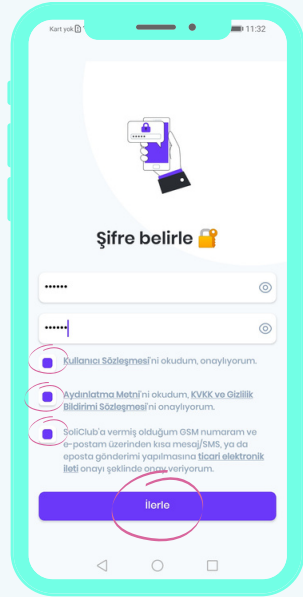 Kart yok
11:32
Şifre belirle
••••••
••••••
Kullanıcı Sözleşmesi'ni okudum, onaylıyorum.
Aydınlatma Metni'ni okudum, KVKK ve Gizlilik
Bildirimi Sözleşmesi'ni onaylıyorum.
SoliClub'a vermiş olduğum GSM numaram ve
e-postam üzerinden kısa mesaj/SMS, ya da
eposta gönderimi yapılmasına ticari elektronik
ileti onayı şeklinde onay veriyorum.
İlerle